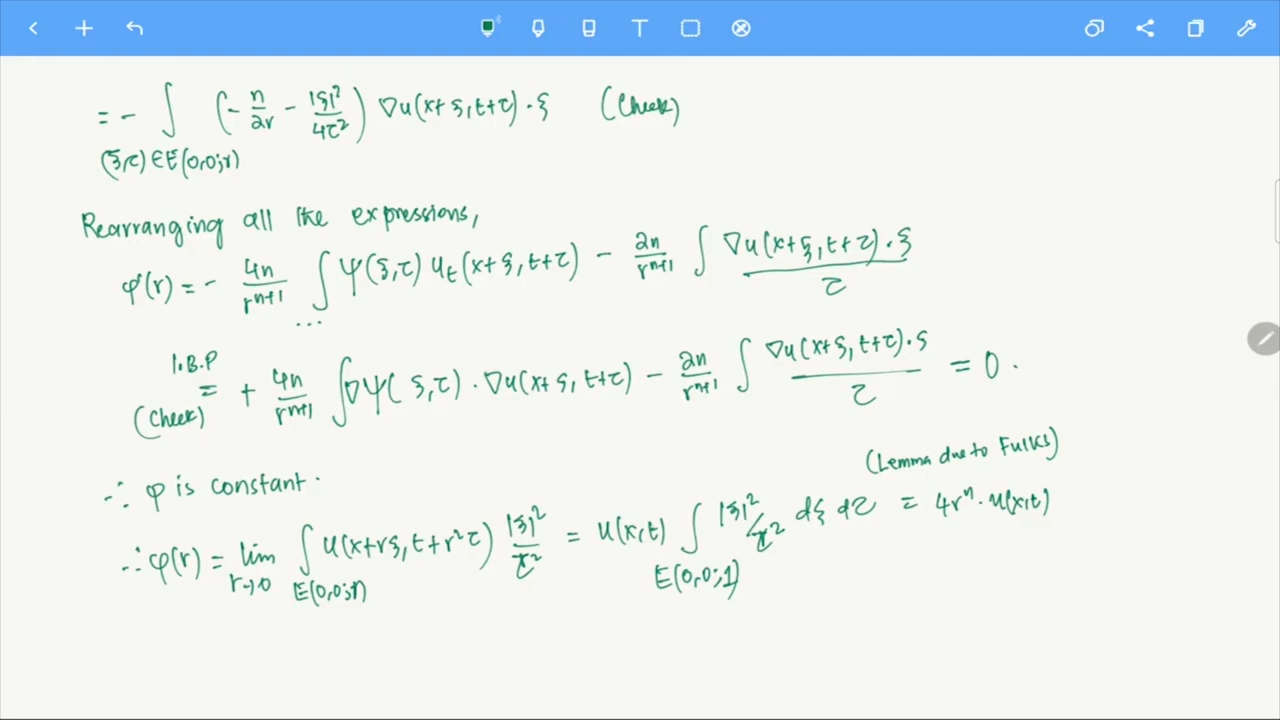 = - ∫ (- n/2r - |ξ|²/4τ²) ∇u(x+ξ, t+τ) · ξ (Check)
(ξ,τ) ∈ E(0,0;r)
Rearranging all the expressions,
φ'(r) = - 4n/r^{n+1} ∫ ψ(ξ,τ) u_t(x+ξ, t+τ) - 2n/r^{n+1} ∫ ∇u(x+ξ, t+τ)·ξ / τ
...
I.B.P
= + 4n/r^{n+1} ∫ ∇ψ(ξ,τ) · ∇u(x+ξ, t+τ) - 2n/r^{n+1} ∫ ∇u(x+ξ, t+τ)·ξ / τ = 0.
(Check)
(Lemma due to Fulks)
∴ φ is constant.
∴ φ(r) = lim_{r→0} ∫_{E(0,0;1)} u(x+rξ, t+r²τ) |ξ|²/τ² = u(x,t) ∫_{E(0,0;1)} |ξ|²/τ² dξ dτ = 4rⁿ · u(x,t)
T